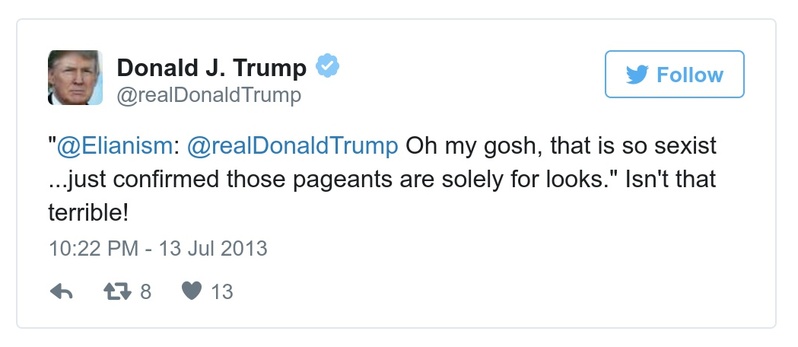 Donald J. Trump
Follow
@realDonaldTrump
"@Elianism: @realDonaldTrump Oh my gosh, that is so sexist
...just confirmed those pageants are solely for looks." Isn't that
terrible!
10:22 PM - 13 Jul 2013
8 13